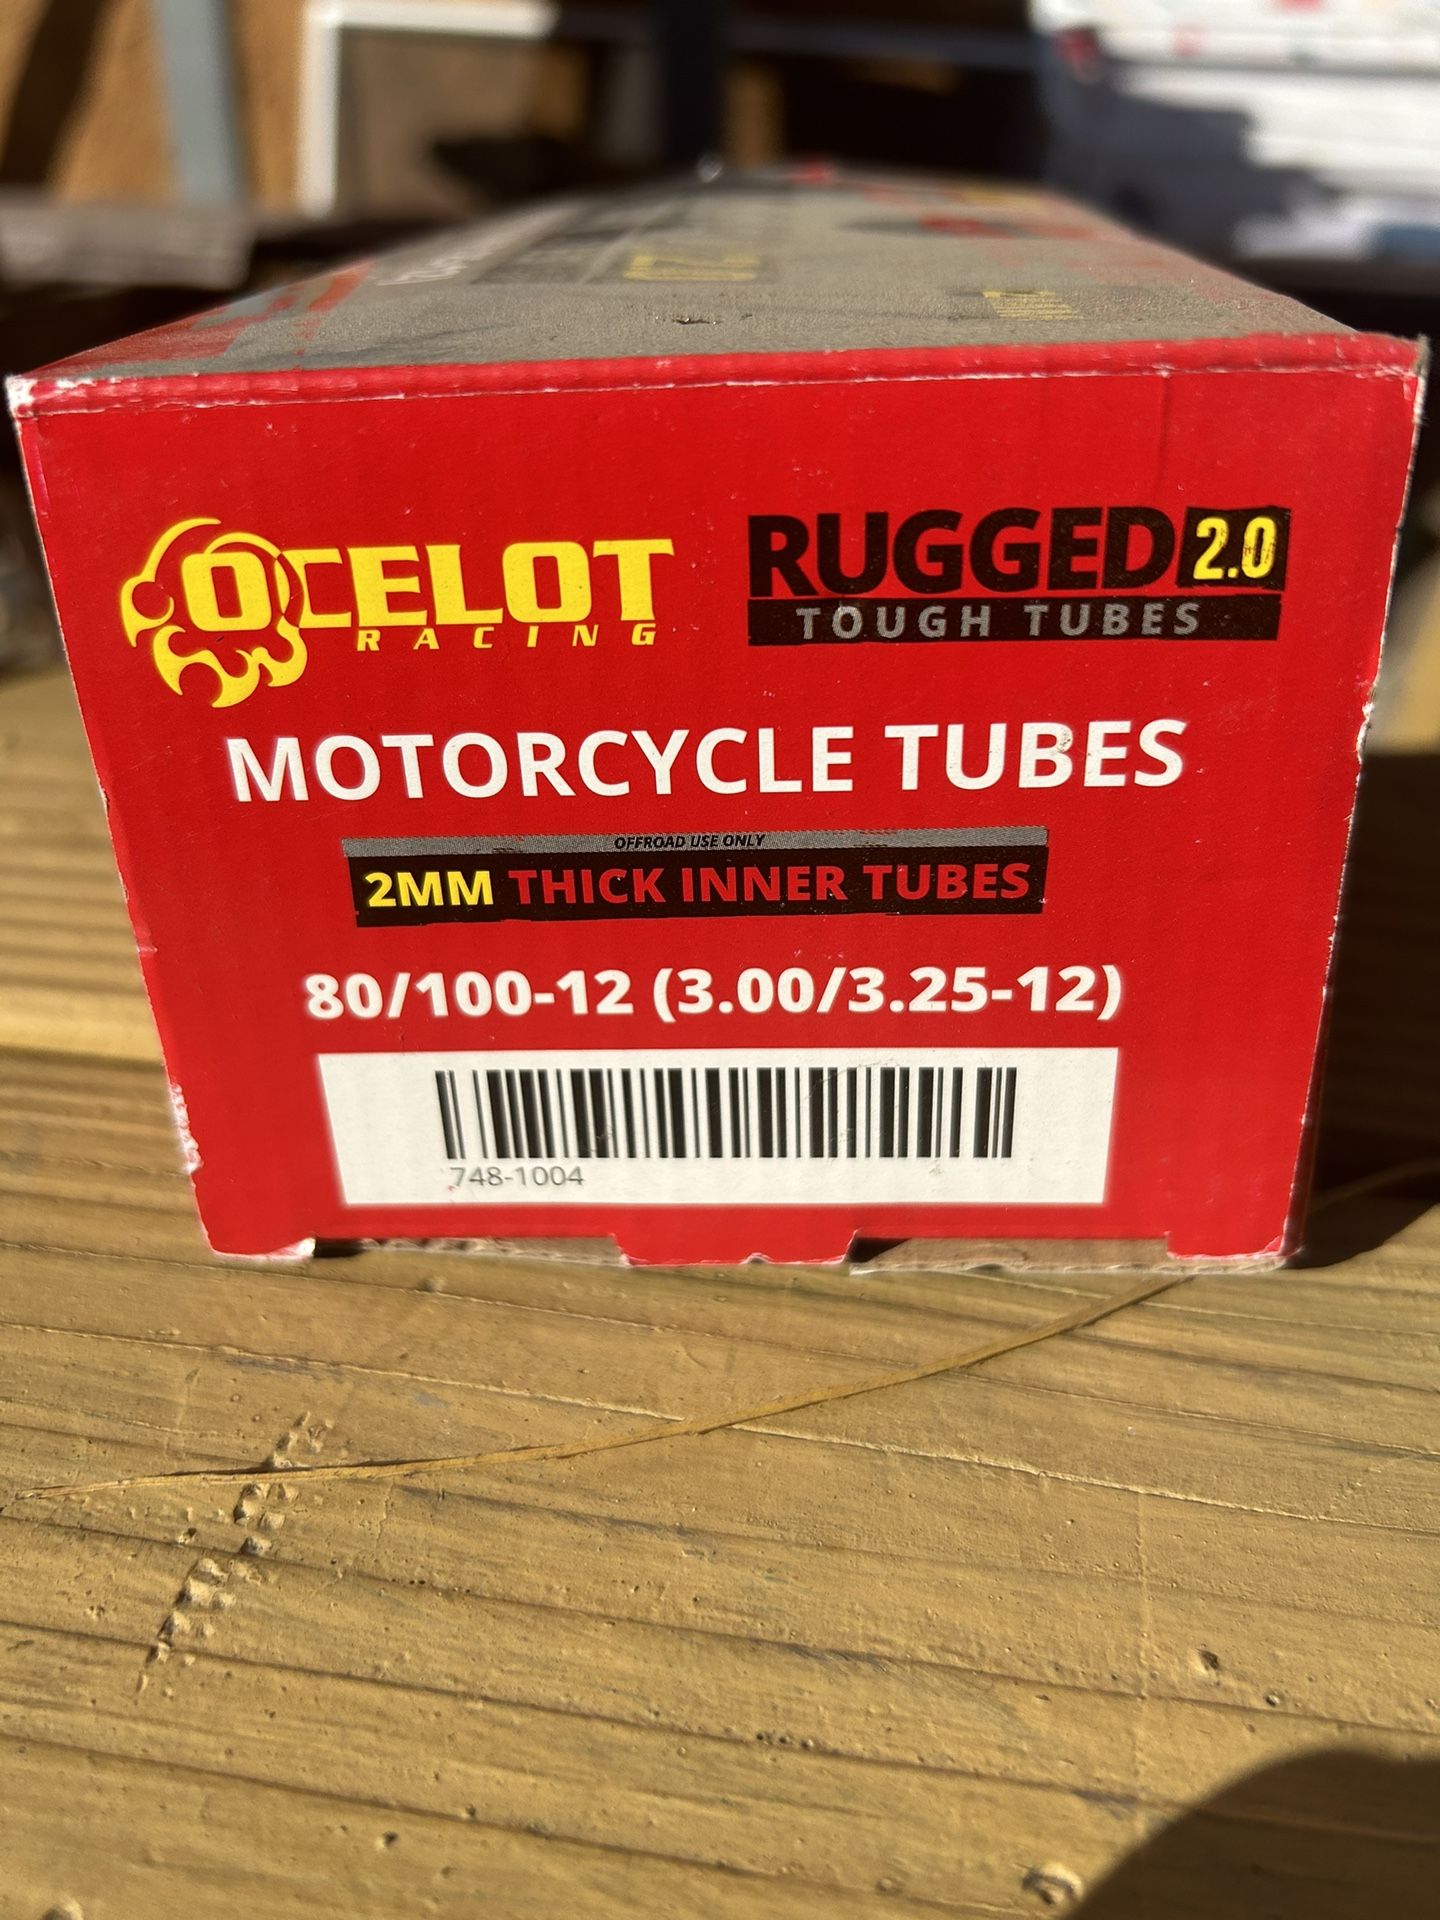 OCELOT
RACING
RUGGED 2.0
TOUGH TUBES
MOTORCYCLE TUBES
OFFROAD USE ONLY
2MM THICK INNER TUBES
80/100-12 (3.00/3.25-12)
748-1004